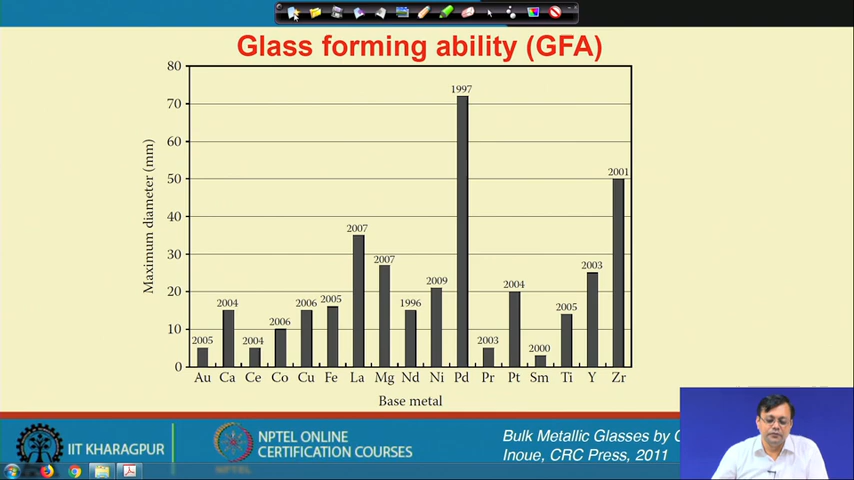 Glass forming ability (GFA)
80
70
60
50
40
30
20
10
0
Maximum diameter (mm)
2005
2004
2004
2006
2006
2005
2007
2007
1996
2009
1997
2003
2004
2000
2005
2003
2001
Au Ca Ce Co Cu Fe La Mg Nd Ni Pd Pr Pt Sm Ti Y Zr
Base metal
IIT KHARAGPUR
NPTEL ONLINE
CERTIFICATION COURSES
NPTEL
Bulk Metallic Glasses by
Inoue, CRC Press, 2011